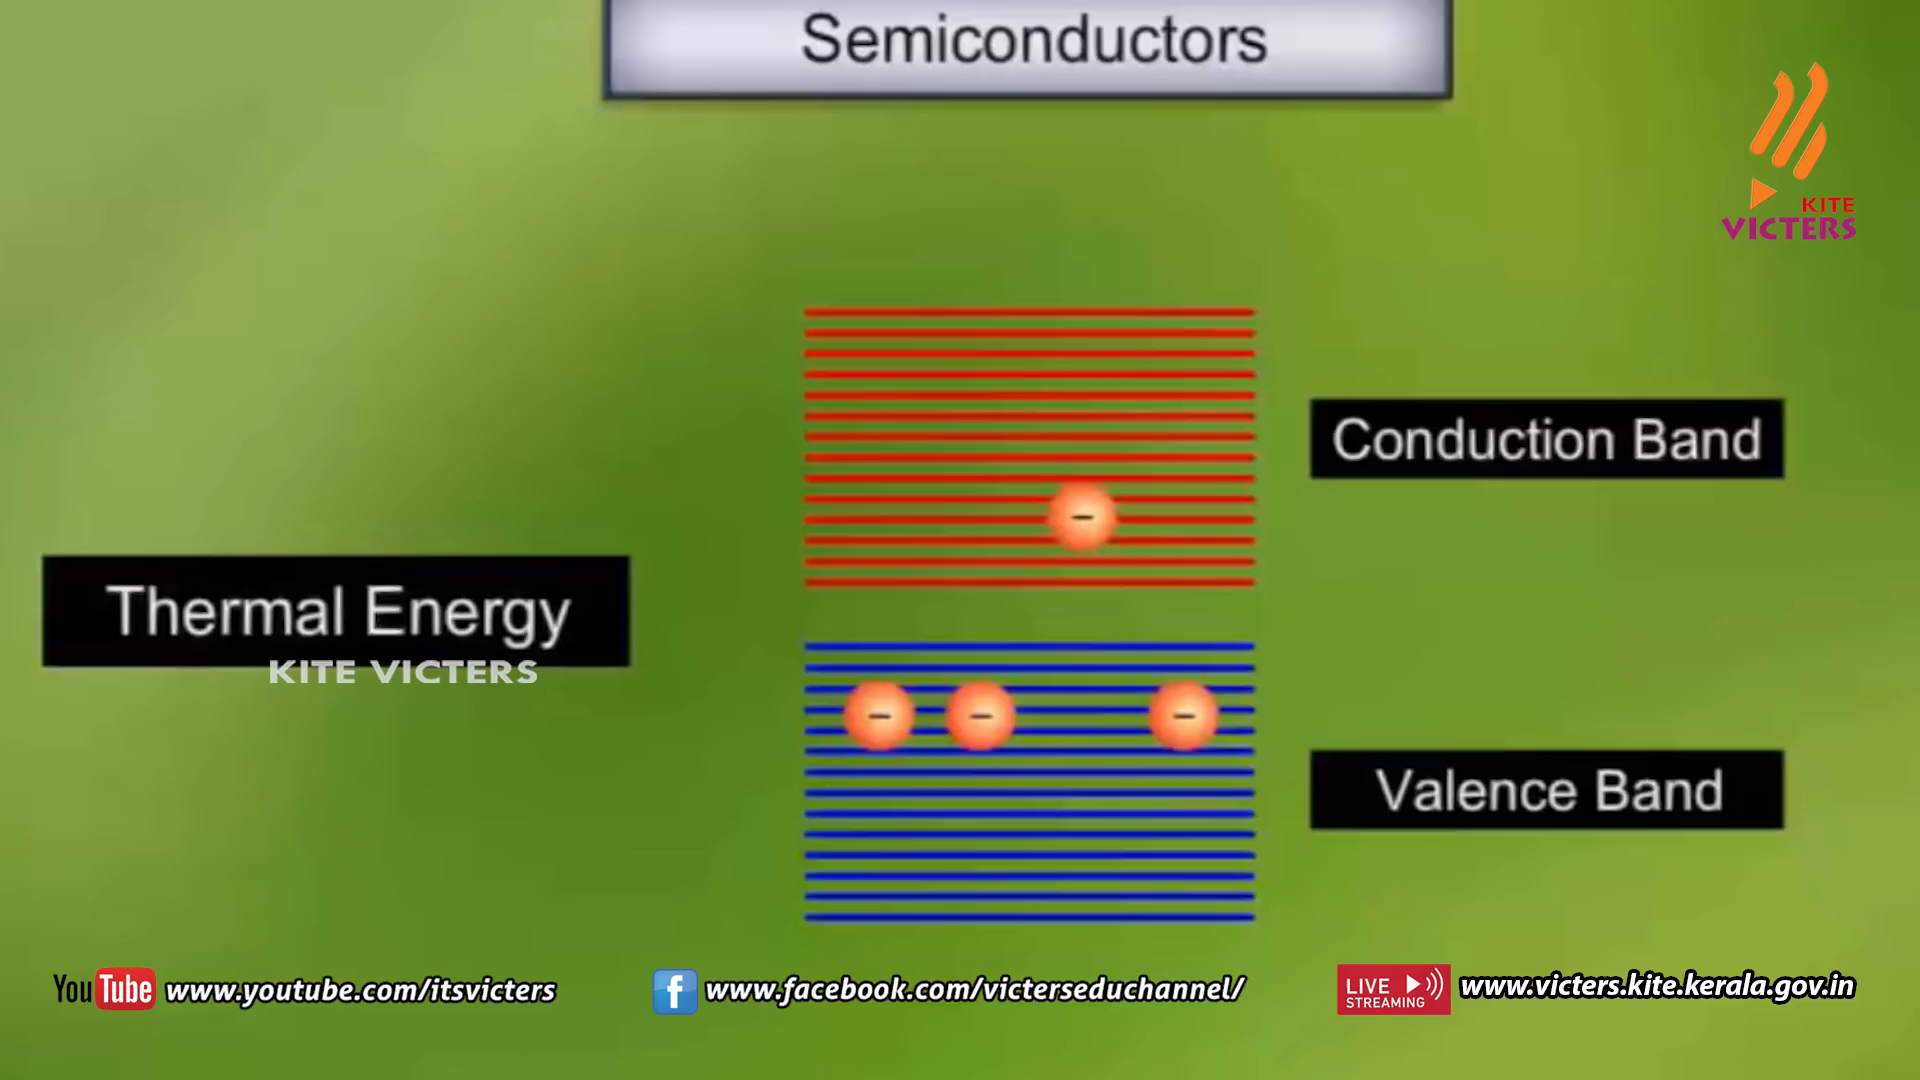 Semiconductors
KITE
VICTERS
Conduction Band
Thermal Energy
KITE VICTERS
Valence Band
YouTube www.youtube.com/itsvicters
f www.facebook.com/victerseduchannel/
LIVE STREAMING www.victers.kite.kerala.gov.in